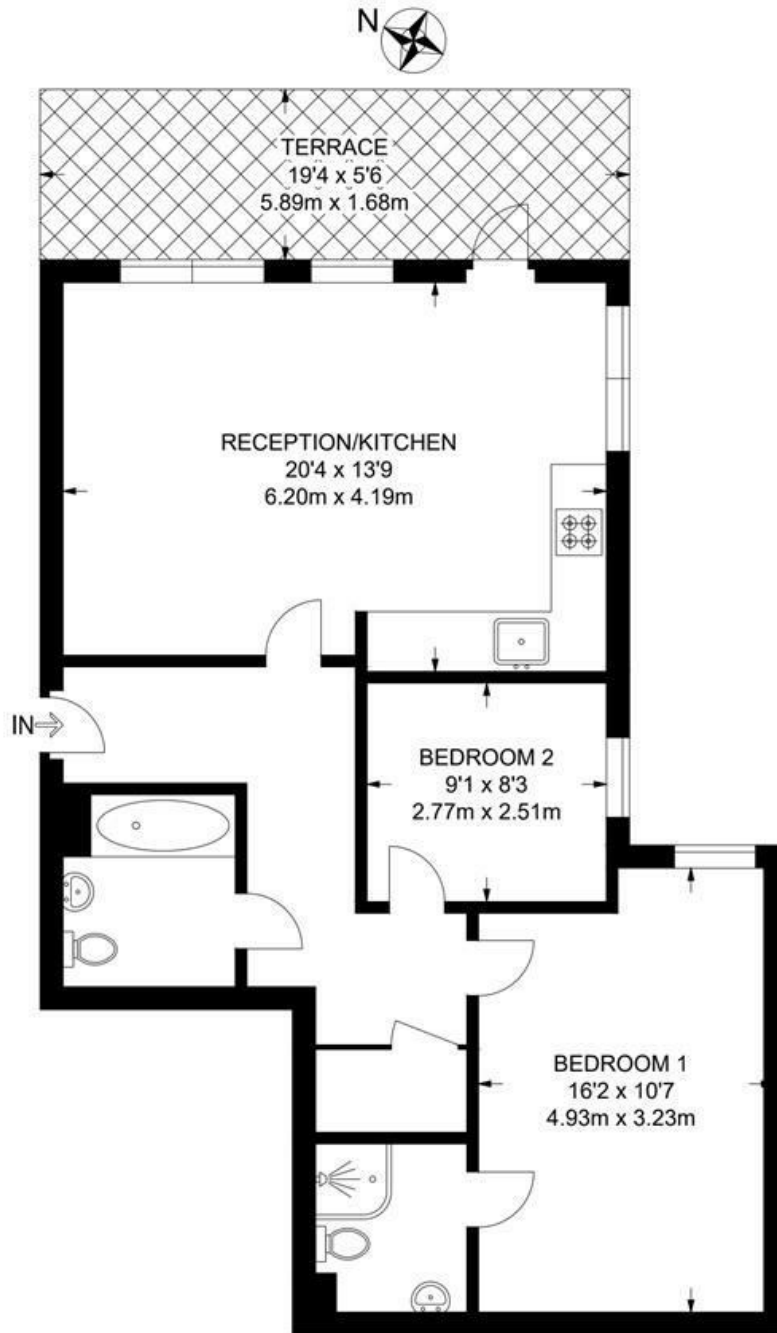 N
TERRACE
19'4 x 5'6
5.89m x 1.68m
RECEPTION/KITCHEN
20'4 x 13'9
6.20m x 4.19m
IN
BEDROOM 2
9'1 x 8'3
2.77m x 2.51m
BEDROOM 1
16'2 x 10'7
4.93m x 3.23m